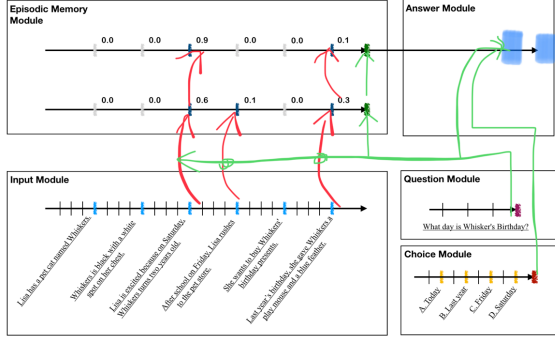 Episodic Memory
Module
0.0
0.0
0.9
0.0
0.0
0.1
0.0
0.0
0.6
0.1
0.0
0.3
Answer Module
Input Module
Lisa has a pet cat named Whiskers.
Whiskers is black with a white
spot on her chest.
Lisa is excited because on Saturday,
Whiskers turns two years old.
After school on Friday, Lisa rushes
to the pet store.
She wants to buy Whiskers'
birthday presents.
Last year's birthday, she gave Whiskers a
play mouse and a blue feather.
Question Module
What day is Whisker's Birthday?
Choice Module
A. Today
B. Last year
C. Friday
D. Saturday